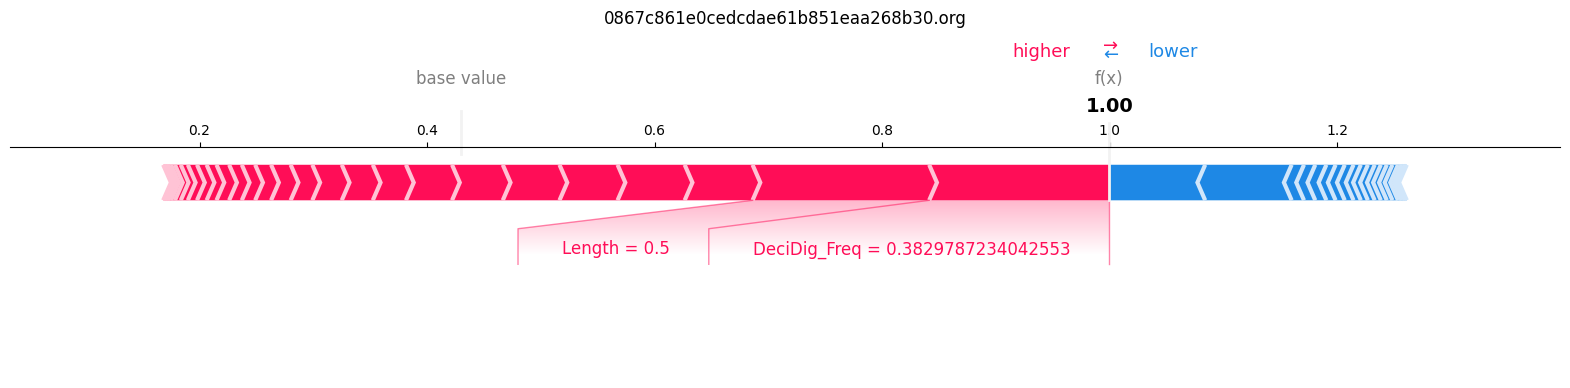 0867c861e0cedcdae61b851eaa268b30.org
higher ⇄ lower
base value f(x)
1.00
0.2 0.4 0.6 0.8 1.0 1.2
Length = 0.5 DeciDig_Freq = 0.3829787234042553